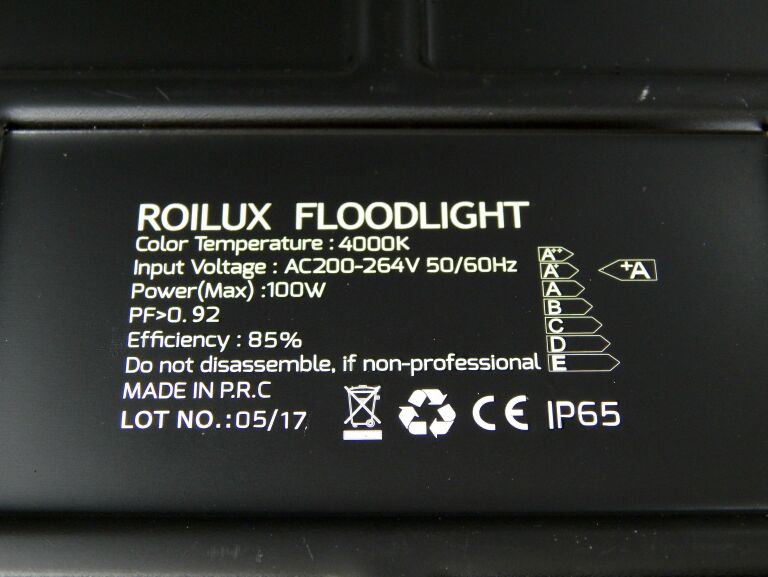 ROILUX FLOODLIGHT
Color Temperature : 4000K
Input Voltage : AC200-264V 50/60Hz
Power(Max) :100W
PF>0.92
Efficiency : 85%
Do not disassemble, if non-professional
MADE IN P.R.C
LOT NO.:05/17
A++
A+
+A
A
B
C
D
E
CE IP65